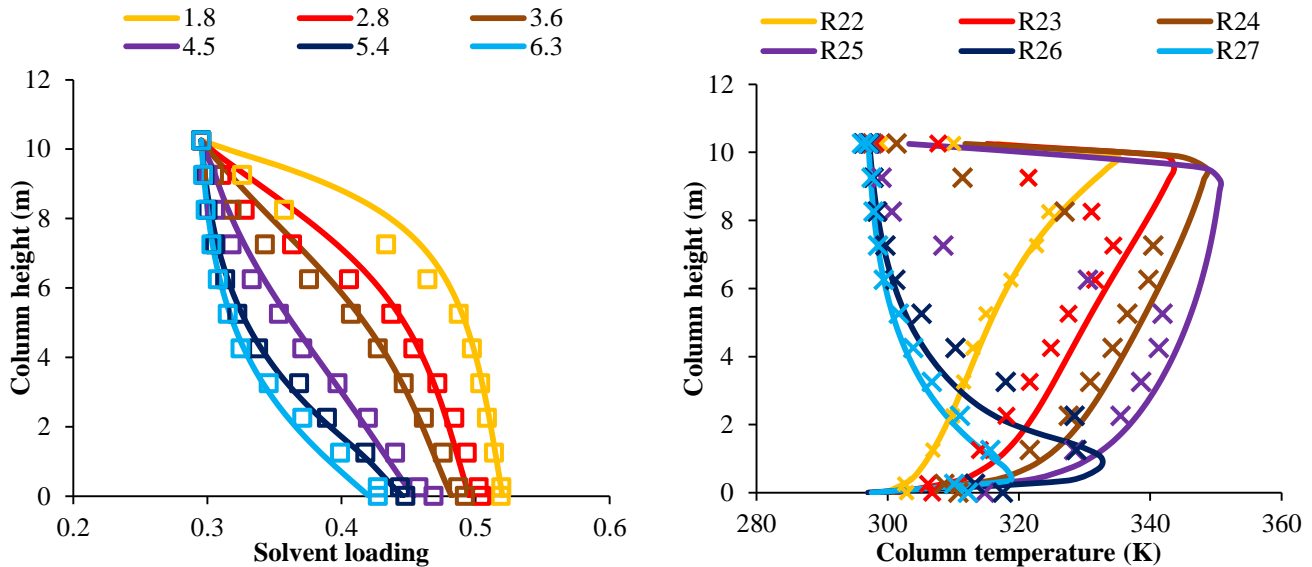 1.8 2.8 3.6
4.5 5.4 6.3
Column height (m)
12
10
8
6
4
2
0
0.2 0.3 0.4 0.5 0.6
Solvent loading
R22 R23 R24
R25 R26 R27
Column height (m)
12
10
8
6
4
2
0
280 300 320 340 360
Column temperature (K)